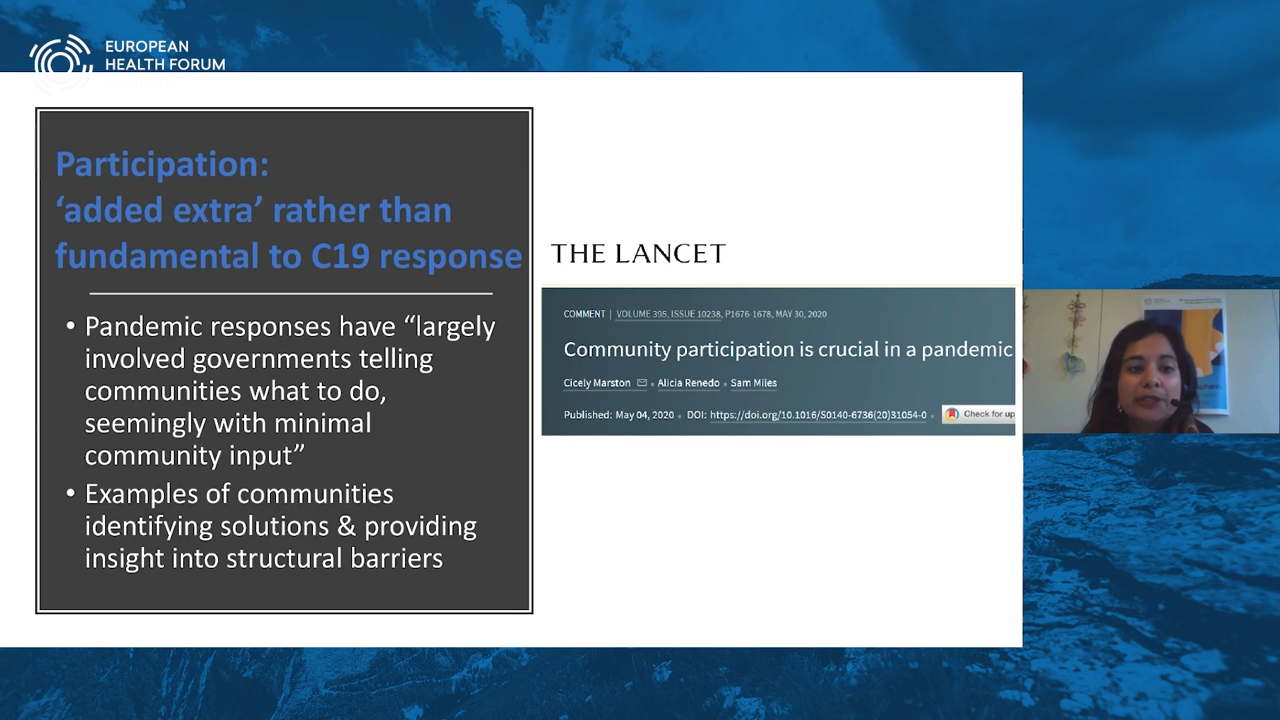 EUROPEAN
HEALTH FORUM
Participation:
‘added extra’ rather than
fundamental to C19 response
• Pandemic responses have “largely
involved governments telling
communities what to do,
seemingly with minimal
community input”
• Examples of communities
identifying solutions & providing
insight into structural barriers
THE LANCET
COMMENT | VOLUME 395, ISSUE 10238, P1676-1678, MAY 30, 2020
Community participation is crucial in a pandemic
Cicely Marston • Alicia Renedo • Sam Miles
Published: May 04, 2020 • DOI: https://doi.org/10.1016/S0140-6736(20)31054-0 •
Check for up